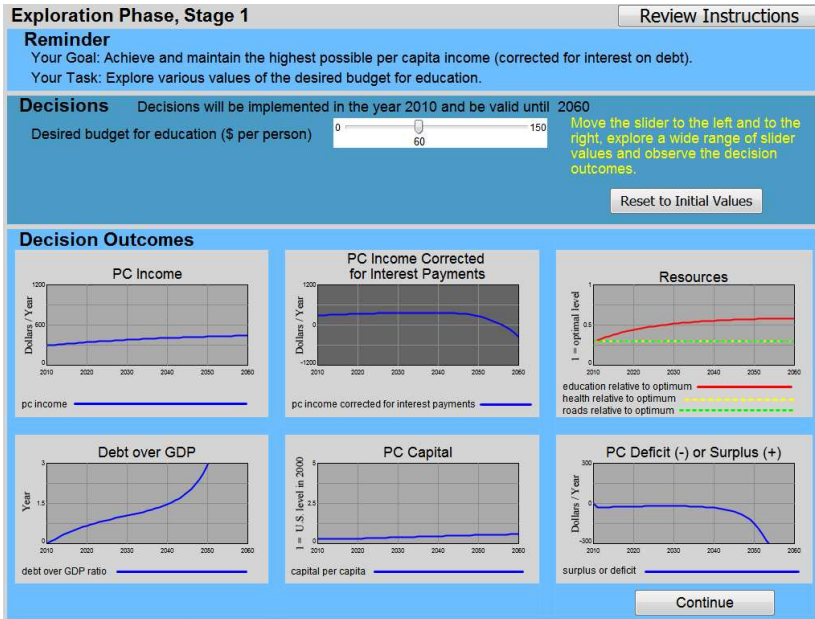 Exploration Phase, Stage 1
Review Instructions
Reminder
Your Goal: Achieve and maintain the highest possible per capita income (corrected for interest on debt).
Your Task: Explore various values of the desired budget for education.
Decisions
Decisions will be implemented in the year 2010 and be valid until 2060
Desired budget for education ($ per person)
0
150
60
Move the slider to the left and to the
right, explore a wide range of slider
values and observe the decision
outcomes.
Reset to Initial Values
Decision Outcomes
PC Income
1200
600
0
Dollars / Year
2010 2020 2030 2040 2050 2060
pc income
PC Income Corrected
for Interest Payments
1200
0
-1200
Dollars / Year
2010 2020 2030 2040 2050 2060
pc income corrected for interest payments
Resources
1
0.5
0
1 = optimal level
2010 2020 2030 2040 2050 2060
education relative to optimum
health relative to optimum
roads relative to optimum
Debt over GDP
3
1.5
0
Year
2010 2020 2030 2040 2050 2060
debt over GDP ratio
PC Capital
5
2.5
0
1 = U.S. level in 2000
2010 2020 2030 2040 2050 2060
capital per capita
PC Deficit (-) or Surplus (+)
300
0
-300
Dollars / Year
2010 2020 2030 2040 2050 2060
surplus or deficit
Continue